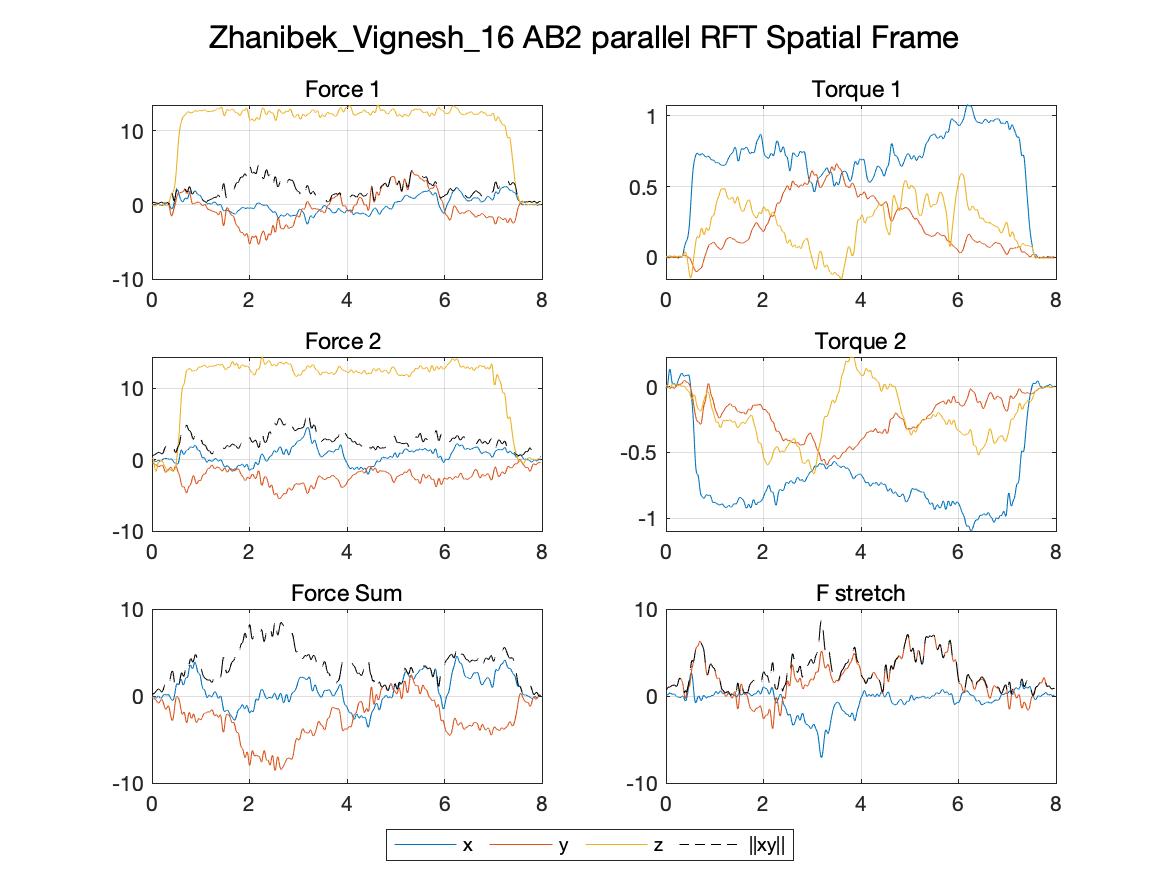 Zhanibek_Vignesh_16 AB2 parallel RFT Spatial Frame
Force 1
10
0
-10
0 2 4 6 8
Torque 1
1
0.5
0
0 2 4 6 8
Force 2
10
0
-10
0 2 4 6 8
Torque 2
0
-0.5
-1
0 2 4 6 8
Force Sum
10
0
-10
0 2 4 6 8
F stretch
10
0
-10
0 2 4 6 8
x y z ||xy||